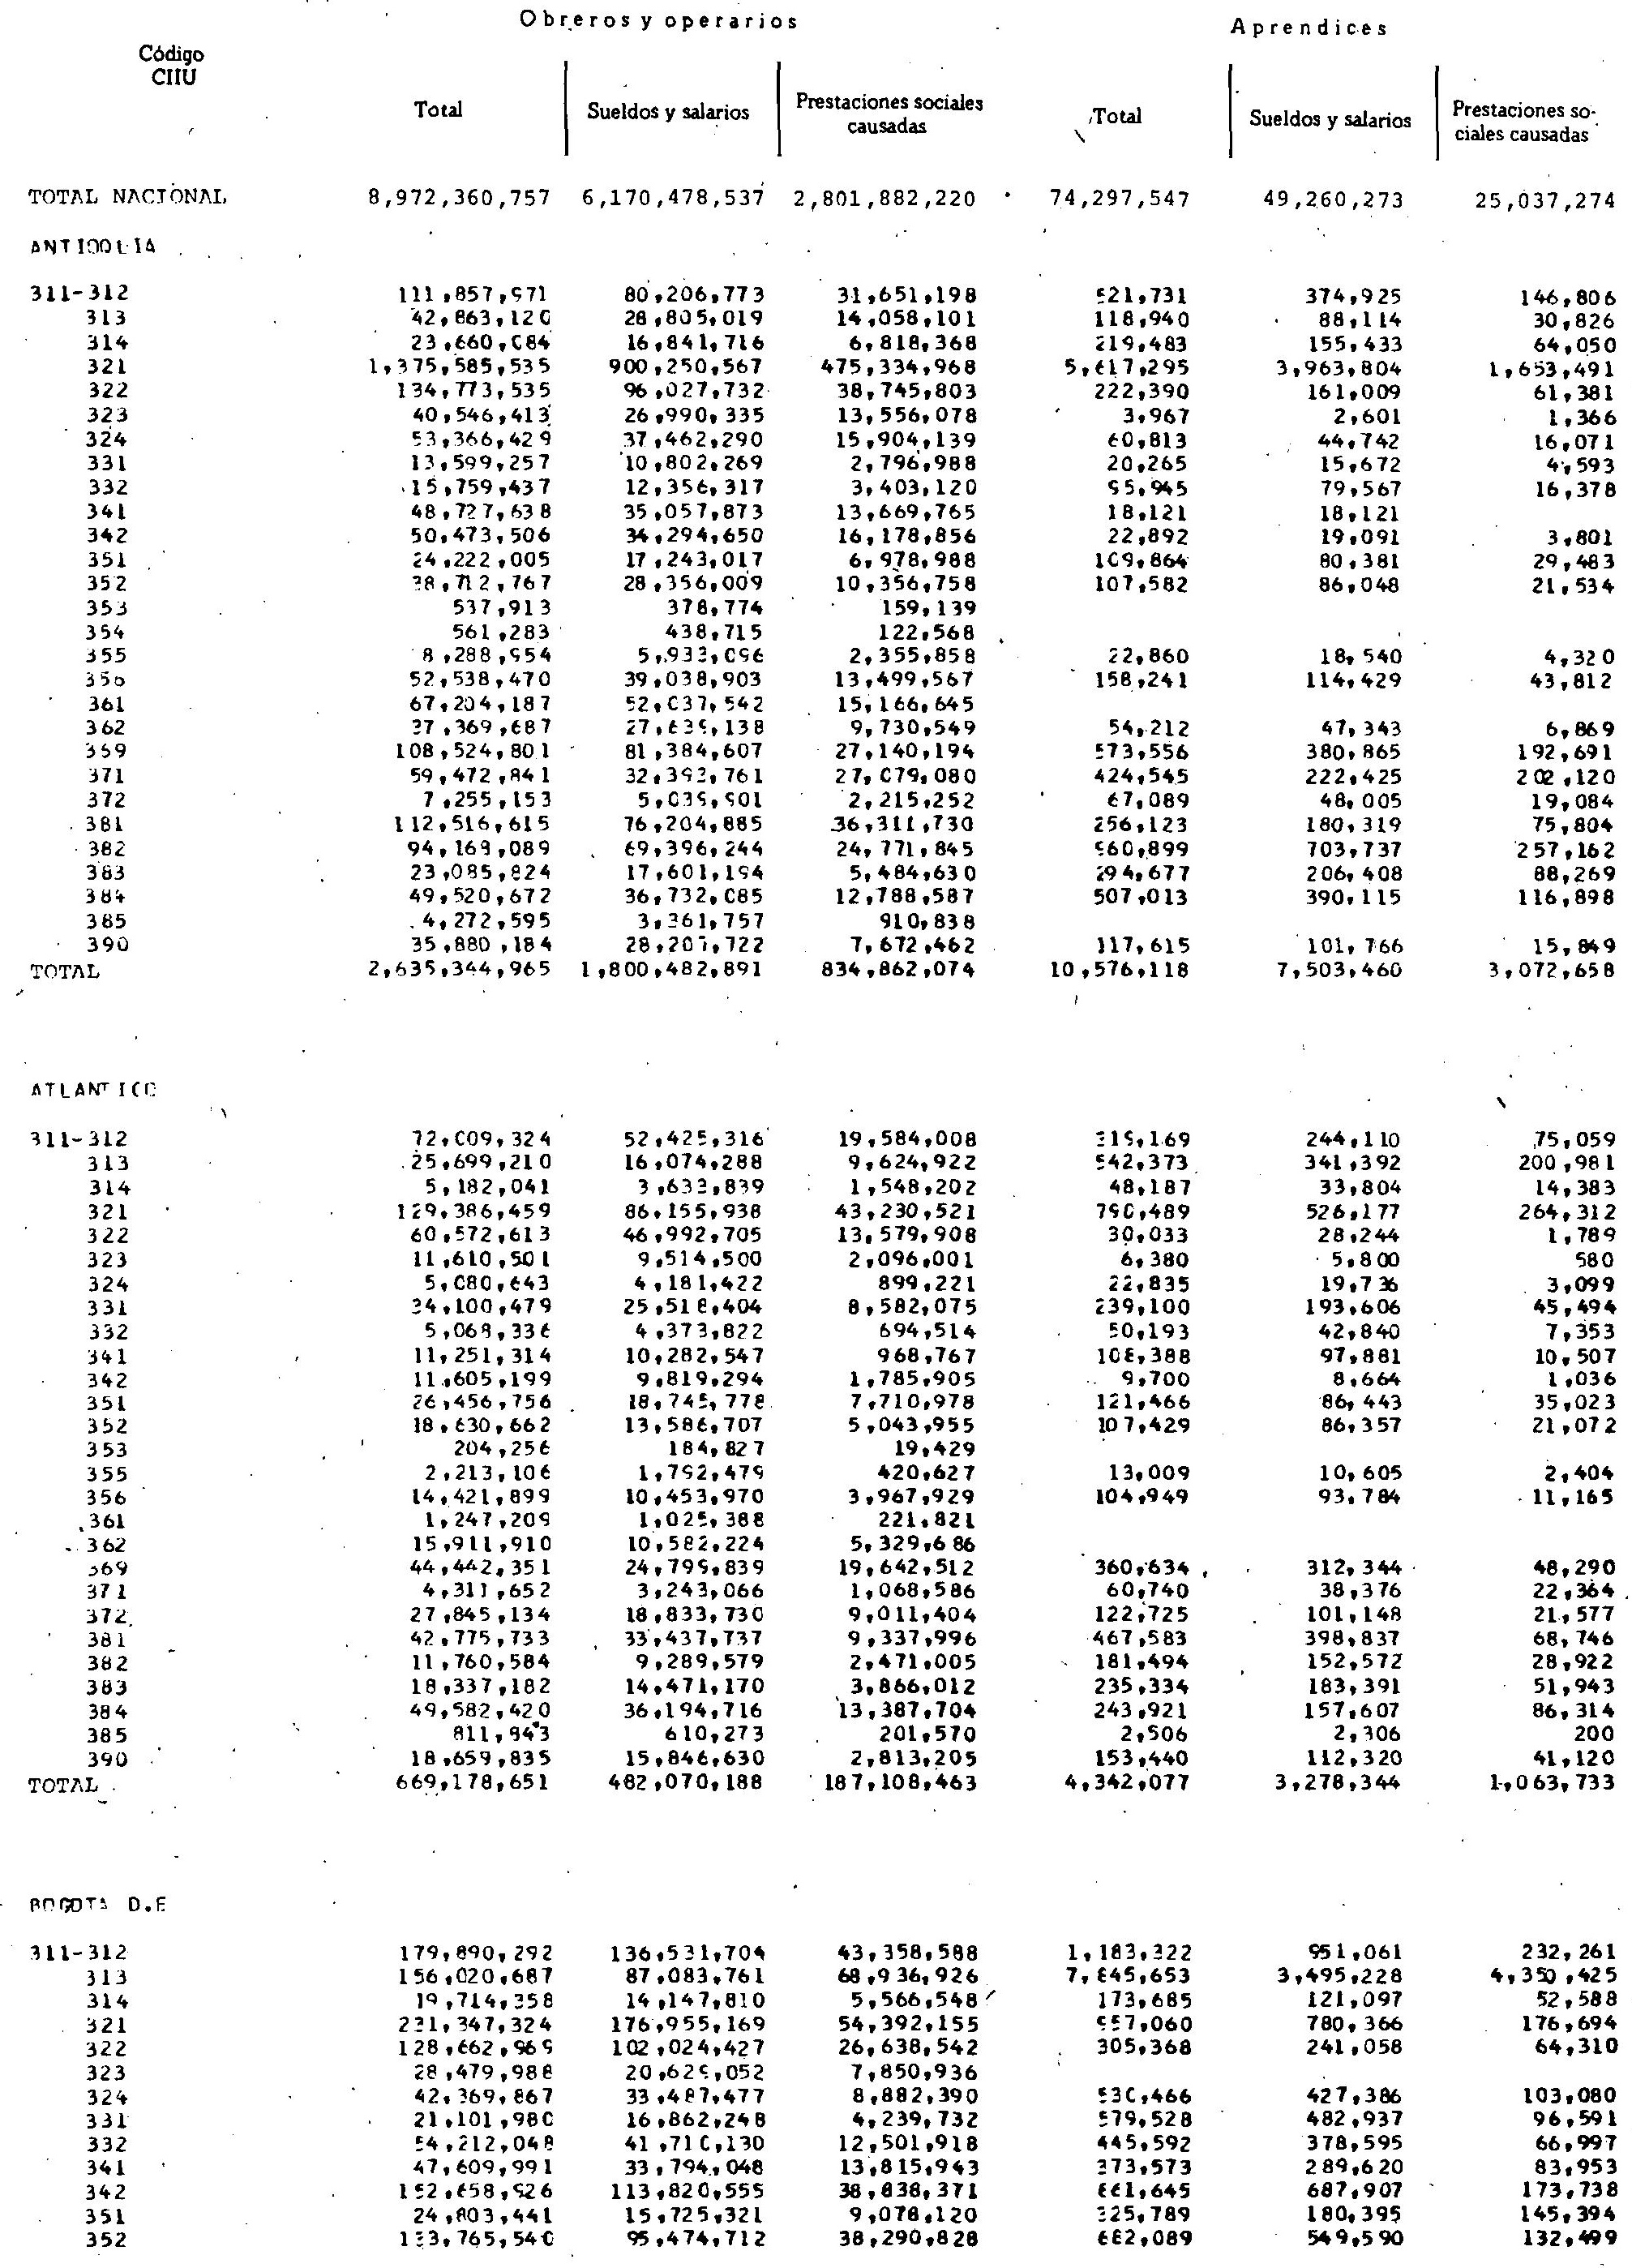 Obreros y operarios Aprendices
Código CIIU Total Sueldos y salarios Prestaciones sociales causadas Total Sueldos y salarios Prestaciones sociales causadas
TOTAL NACIONAL 8,972,360,757 6,170,478,537 2,801,882,220 74,297,547 49,260,273 25,037,274
ANTIOQUIA
311-312 111,857,971 80,206,773 31,651,198 521,731 374,925 146,806
313 42,863,120 28,805,019 14,058,101 118,940 88,114 30,826
314 23,660,084 16,841,716 6,818,368 219,483 155,433 64,050
321 1,375,585,535 900,250,567 475,334,968 5,617,295 3,963,804 1,653,491
322 134,773,535 96,027,732 38,745,803 222,390 161,009 61,381
323 40,546,413 26,990,335 13,556,078 3,967 2,601 1,366
324 53,366,429 37,462,290 15,904,139 60,813 44,742 16,071
331 13,599,257 10,802,269 2,796,988 20,265 15,672 4,593
332 15,759,437 12,356,317 3,403,120 95,945 79,567 16,378
341 48,727,638 35,057,873 13,669,765 18,121 18,121
342 50,473,506 34,294,650 16,178,856 22,892 19,091 3,801
351 24,222,005 17,243,017 6,978,988 109,864 80,381 29,483
352 38,712,767 28,356,009 10,356,758 107,582 86,048 21,534
353 537,913 378,774 159,139
354 561,283 438,715 122,568
355 8,288,954 5,933,096 2,355,858 22,860 18,540 4,320
356 52,538,470 39,038,903 13,499,567 158,241 114,429 43,812
361 67,204,187 52,037,542 15,166,645
362 37,369,687 27,639,138 9,730,549 54,212 47,343 6,869
369 108,524,801 81,384,607 27,140,194 573,556 380,865 192,691
371 59,472,841 32,393,761 27,079,080 424,545 222,425 202,120
372 7,255,153 5,039,901 2,215,252 67,089 48,005 19,084
381 112,516,615 76,204,885 36,311,730 256,123 180,319 75,804
382 94,168,089 69,396,244 24,771,845 960,899 703,737 257,162
383 23,085,824 17,601,194 5,484,630 294,677 206,408 88,269
384 49,520,672 36,732,085 12,788,587 507,013 390,115 116,898
385 4,272,595 3,361,757 910,838
390 35,880,184 28,207,722 7,672,462 117,615 101,766 15,849
TOTAL 2,635,344,965 1,800,482,891 834,862,074 10,576,118 7,503,460 3,072,658
ATLANTICO
311-312 72,009,324 52,425,316 19,584,008 319,169 244,110 75,059
313 25,699,210 16,074,288 9,624,922 542,373 341,392 200,981
314 5,182,041 3,633,839 1,548,202 48,187 33,804 14,383
321 129,386,459 86,155,938 43,230,521 790,489 526,177 264,312
322 60,572,613 46,992,705 13,579,908 30,033 28,244 1,789
323 11,610,501 9,514,500 2,096,001 6,380 5,800 580
324 5,080,643 4,181,422 899,221 22,835 19,736 3,099
331 34,100,479 25,518,404 8,582,075 239,100 193,606 45,494
332 5,068,336 4,373,822 694,514 50,193 42,840 7,353
341 11,251,314 10,282,547 968,767 108,388 97,881 10,507
342 11,605,199 9,819,294 1,785,905 9,700 8,664 1,036
351 26,456,756 18,745,778 7,710,978 121,466 86,443 35,023
352 18,630,662 13,586,707 5,043,955 107,429 86,357 21,072
353 204,256 184,827 19,429
355 2,213,106 1,792,479 420,627 13,009 10,605 2,404
356 14,421,899 10,453,970 3,967,929 104,949 93,784 11,165
361 1,247,209 1,025,388 221,821
362 15,911,910 10,582,224 5,329,686
369 44,442,351 24,799,839 19,642,512 360,634 312,344 48,290
371 4,311,652 3,243,066 1,068,586 60,740 38,376 22,364
372 27,845,134 18,833,730 9,011,404 122,725 101,148 21,577
381 42,775,733 33,437,737 9,337,996 467,583 398,837 68,746
382 11,760,584 9,289,579 2,471,005 181,494 152,572 28,922
383 18,337,182 14,471,170 3,866,012 235,334 183,391 51,943
384 49,582,420 36,194,716 13,387,704 243,921 157,607 86,314
385 811,843 610,273 201,570 2,506 2,306 200
390 18,659,835 15,846,630 2,813,205 153,440 112,320 41,120
TOTAL 669,178,651 482,070,188 187,108,463 4,342,077 3,278,344 1,063,733
BOGOTA D.E
311-312 179,890,292 136,531,704 43,358,588 1,183,322 951,061 232,261
313 156,020,687 87,083,761 68,936,926 7,845,653 3,495,228 4,350,425
314 19,714,358 14,147,810 5,566,548 173,685 121,097 52,588
321 231,347,324 176,955,169 54,392,155 957,060 780,366 176,694
322 128,662,969 102,024,427 26,638,542 305,368 241,058 64,310
323 28,479,988 20,629,052 7,850,936
324 42,369,867 33,487,477 8,882,390 530,466 427,386 103,080
331 21,101,980 16,862,248 4,239,732 579,528 482,937 96,591
332 54,212,048 41,710,130 12,501,918 445,592 378,595 66,997
341 47,609,991 33,794,048 13,815,943 373,573 289,620 83,953
342 152,658,926 113,820,555 38,838,371 861,645 687,907 173,738
351 24,803,441 15,725,321 9,078,120 325,789 180,395 145,394
352 133,765,540 95,474,712 38,290,828 682,089 549,590 132,499